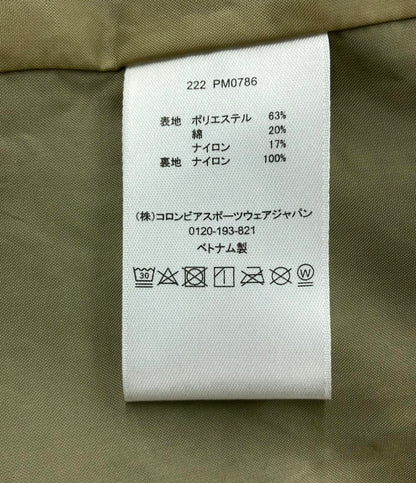 222 PM0786
表地 ポリエステル 63%
綿 20%
ナイロン 17%
裏地 ナイロン 100%
(株)コロンビアスポーツウェアジャパン
0120-193-821
ベトナム製
30 W